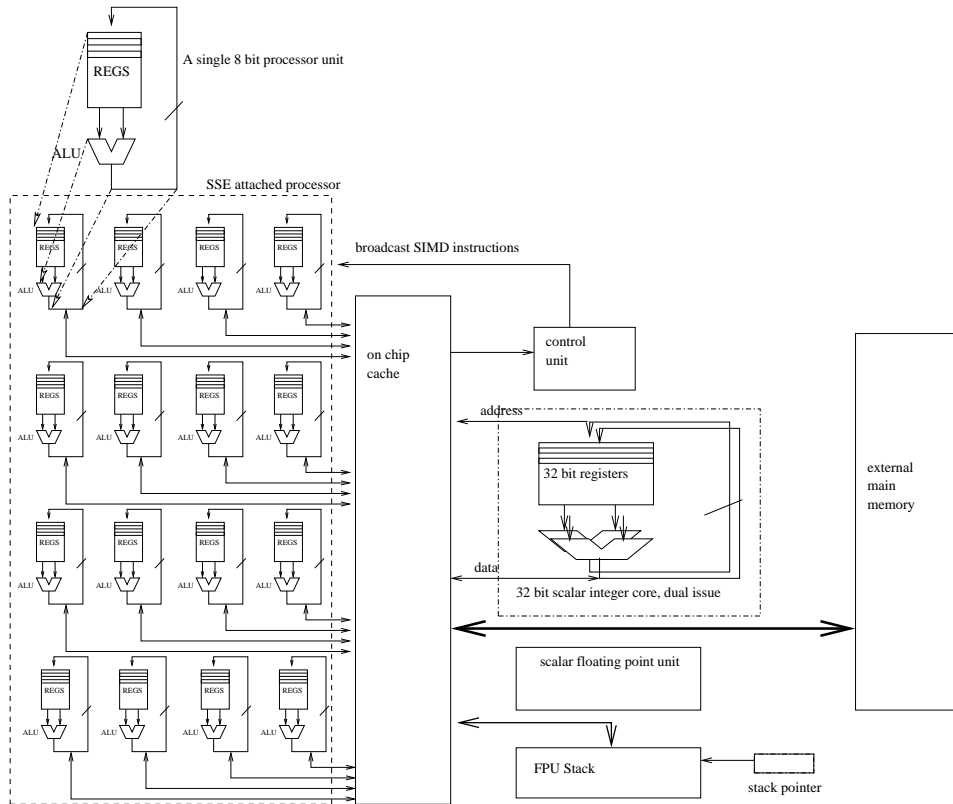 REGS
A single 8 bit processor unit
ALU
SSE attached processor
REGS
REGS
REGS
REGS
ALU
ALU
ALU
ALU
broadcast SIMD instructions
on chip
cache
control
unit
REGS
REGS
REGS
REGS
ALU
ALU
ALU
ALU
address
32 bit registers
external
main
memory
REGS
REGS
REGS
REGS
ALU
ALU
ALU
ALU
data
32 bit scalar integer core, dual issue
scalar floating point unit
REGS
REGS
REGS
REGS
ALU
ALU
ALU
ALU
FPU Stack
stack pointer